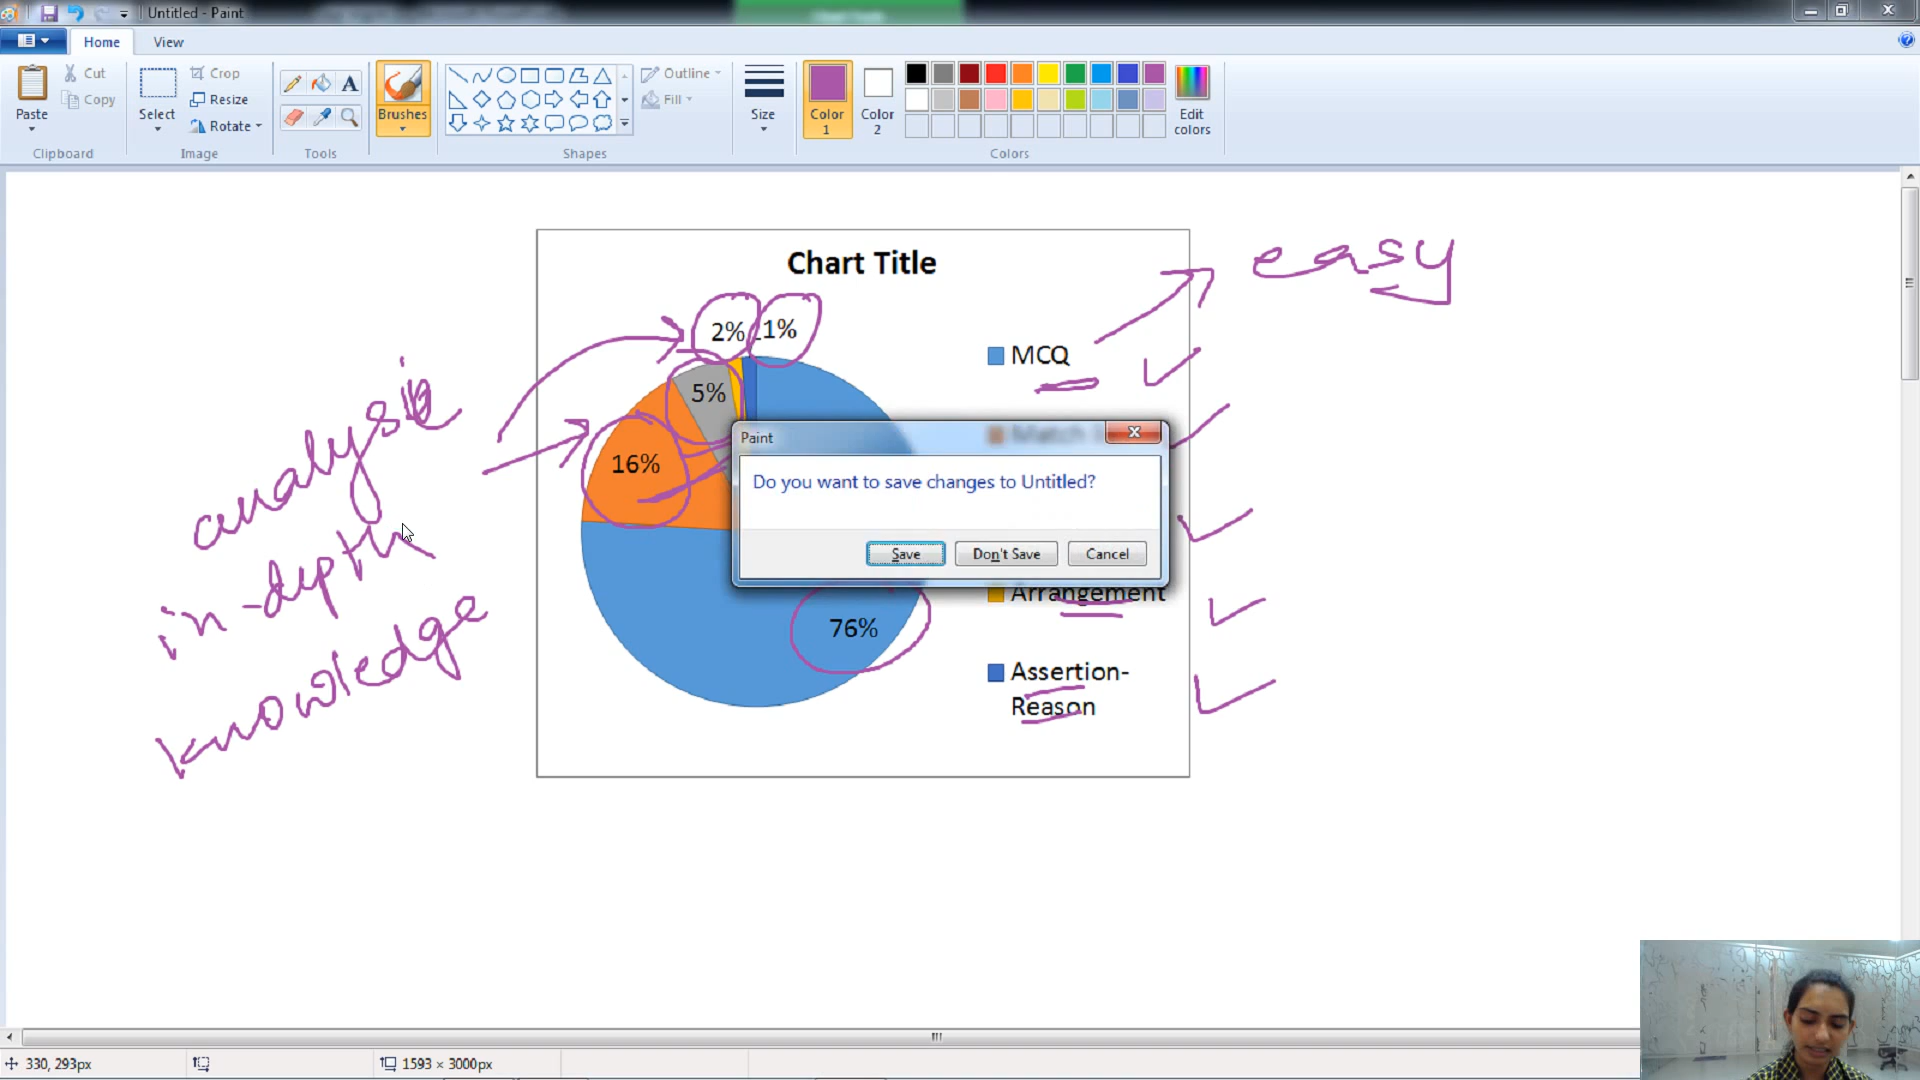 Untitled - Paint
Home View
Paste
Cut
Copy
Clipboard
Select
Crop
Resize
Rotate
Image
A
Tools
Brushes
Shapes
Outline
Fill
Size
Color 1
Color 2
Edit colors
Colors
Chart Title
easy
2% 1%
MCQ
5%
16%
76%
Arrangement
Assertion-
Reason
analysis
in-depth
knowledge
Paint
Do you want to save changes to Untitled?
Save Don't Save Cancel
330, 293px
1593 × 3000px